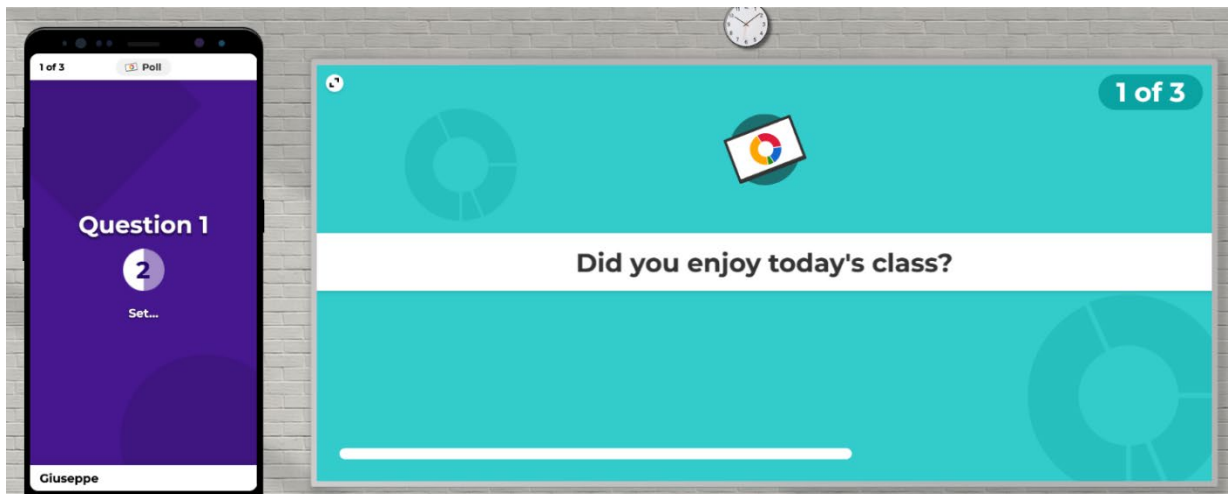 1 of 3
Poll
Question 1
2
Set...
Giuseppe
1 of 3
Did you enjoy today's class?